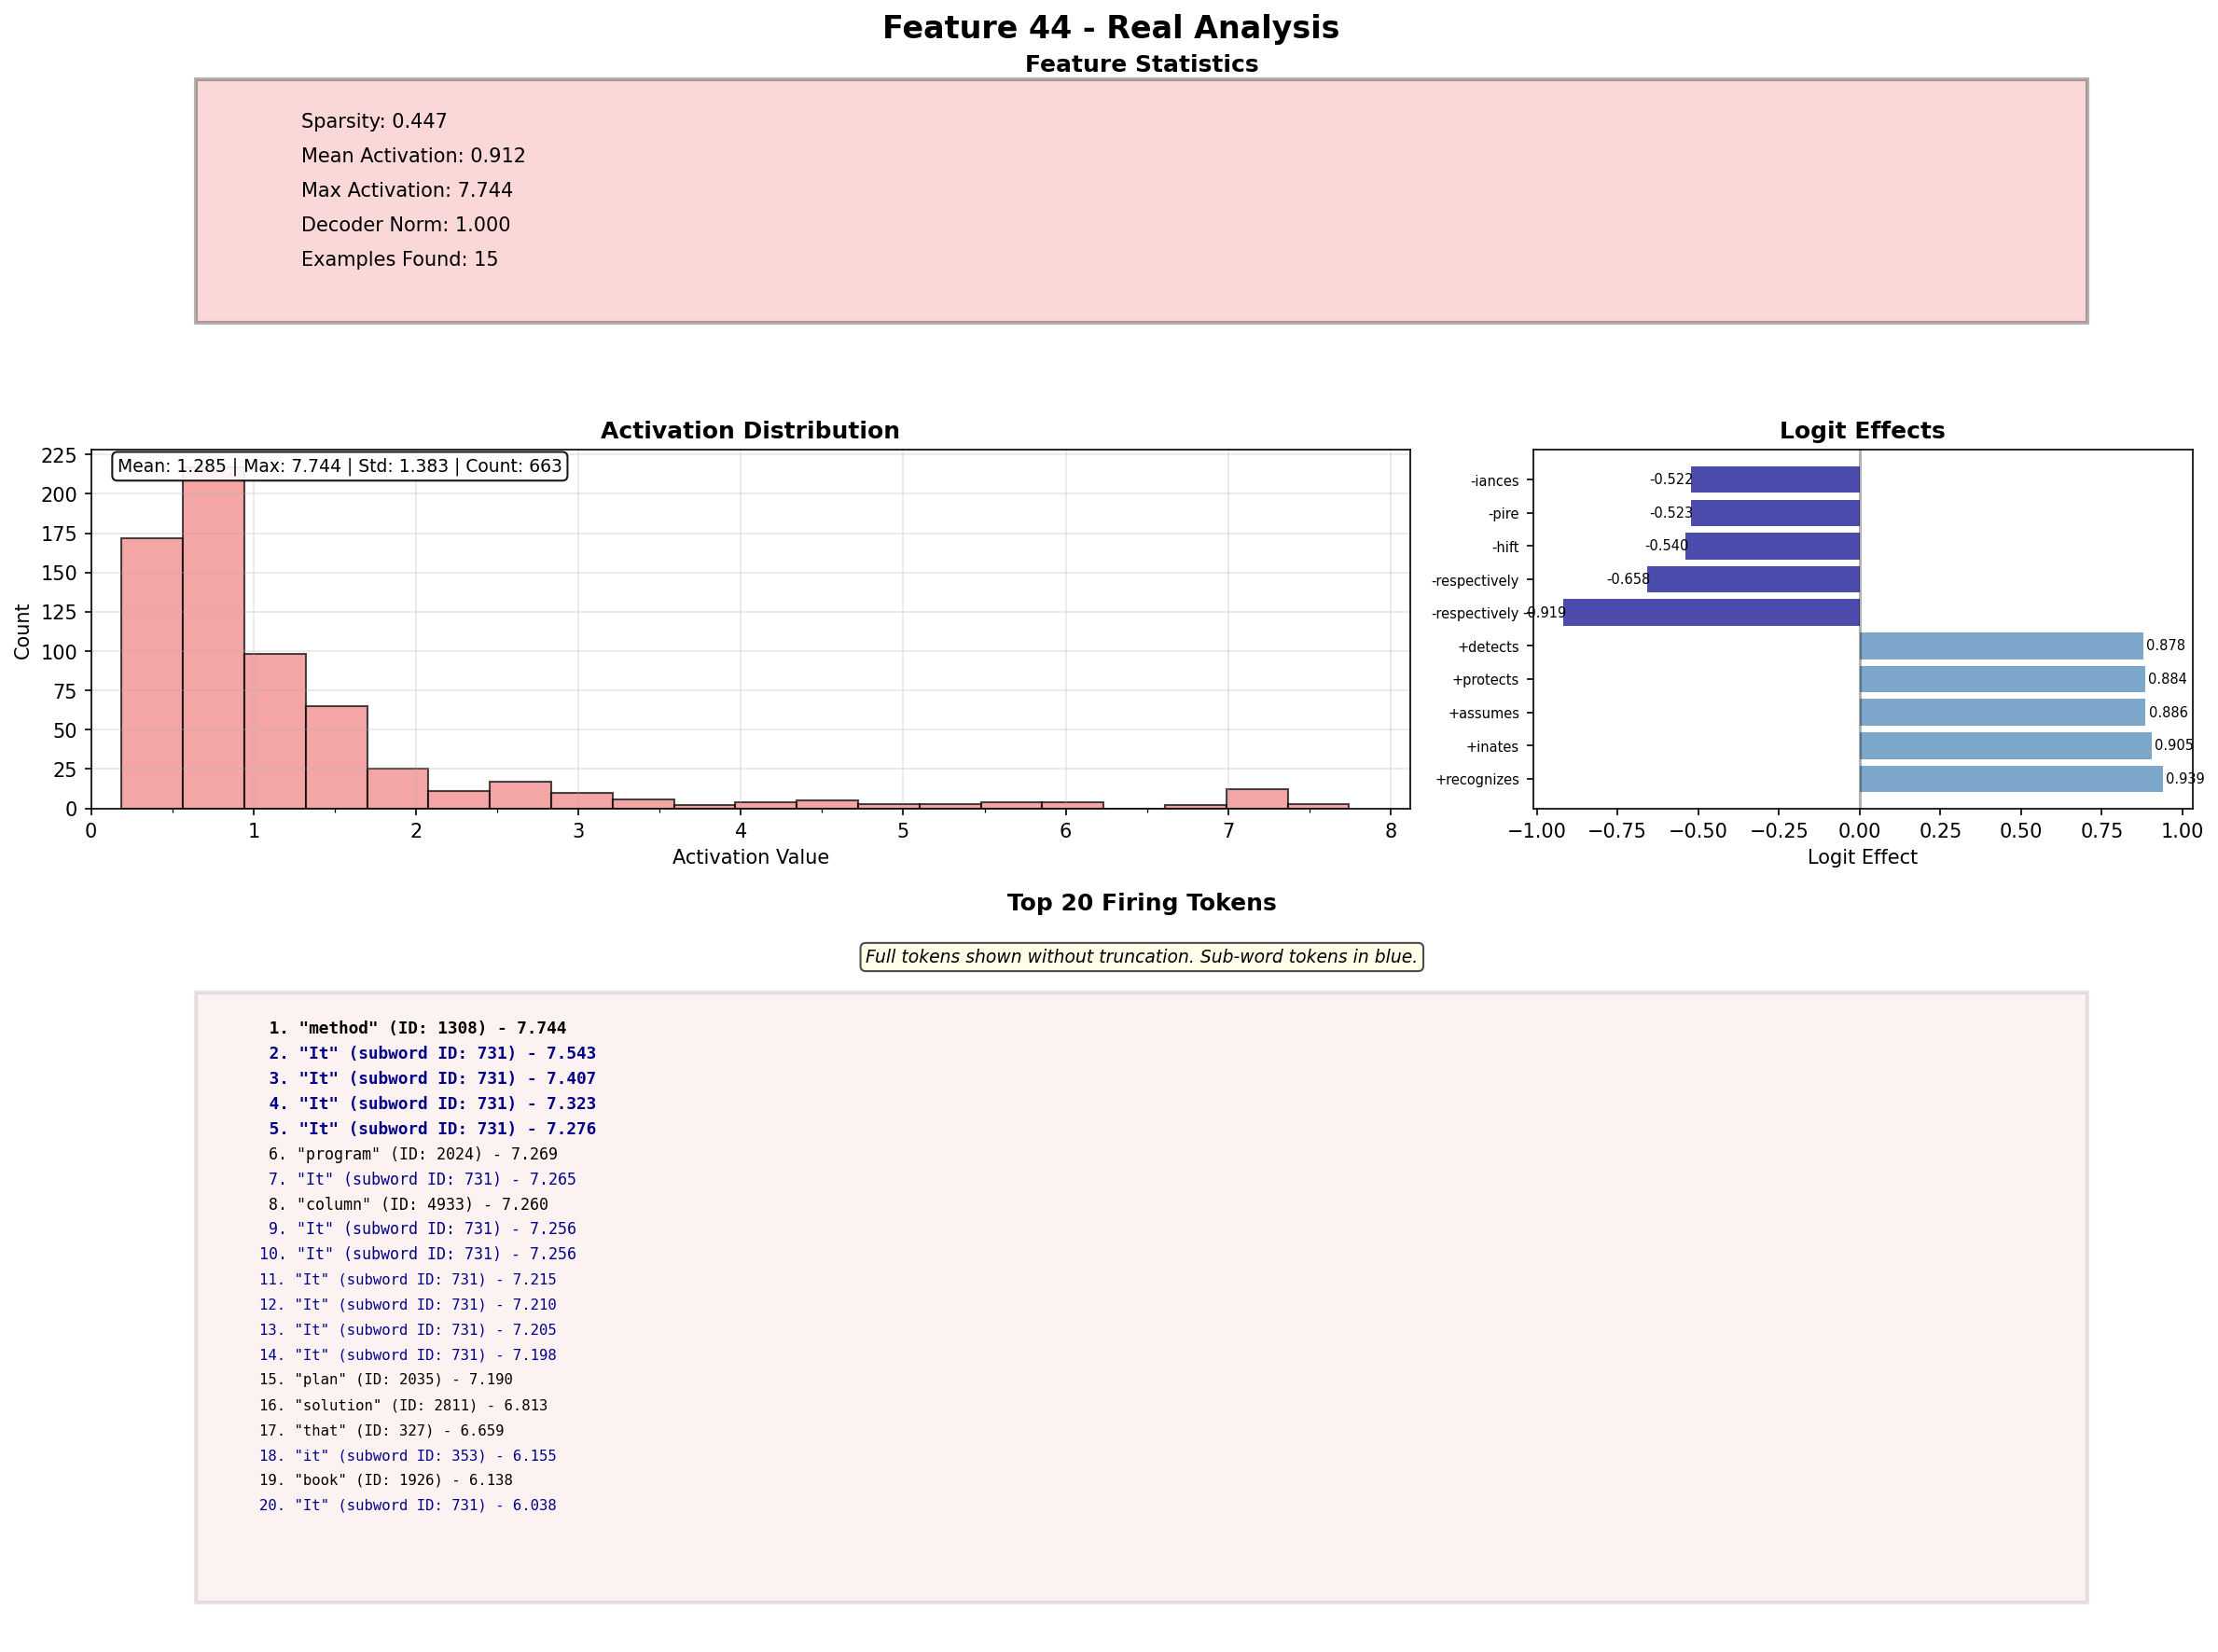 Feature 44 - Real Analysis
Feature Statistics
Sparsity: 0.447
Mean Activation: 0.912
Max Activation: 7.744
Decoder Norm: 1.000
Examples Found: 15
Activation Distribution
Mean: 1.285 | Max: 7.744 | Std: 1.383 | Count: 663
225
200
175
150
125
100
75
50
25
0
Count
0 1 2 3 4 5 6 7 8
Activation Value
Logit Effects
-iances -0.522
-pire -0.523
-hift -0.540
-respectively -0.658
-respectively -0.919
+detects 0.878
+protects 0.884
+assumes 0.886
+inates 0.905
+recognizes 0.939
−1.00 −0.75 −0.50 −0.25 0.00 0.25 0.50 0.75 1.00
Logit Effect
Top 20 Firing Tokens
Full tokens shown without truncation. Sub-word tokens in blue.
1. "method" (ID: 1308) - 7.744
2. "It" (subword ID: 731) - 7.543
3. "It" (subword ID: 731) - 7.407
4. "It" (subword ID: 731) - 7.323
5. "It" (subword ID: 731) - 7.276
6. "program" (ID: 2024) - 7.269
7. "It" (subword ID: 731) - 7.265
8. "column" (ID: 4933) - 7.260
9. "It" (subword ID: 731) - 7.256
10. "It" (subword ID: 731) - 7.256
11. "It" (subword ID: 731) - 7.215
12. "It" (subword ID: 731) - 7.210
13. "It" (subword ID: 731) - 7.205
14. "It" (subword ID: 731) - 7.198
15. "plan" (ID: 2035) - 7.190
16. "solution" (ID: 2811) - 6.813
17. "that" (ID: 327) - 6.659
18. "it" (subword ID: 353) - 6.155
19. "book" (ID: 1926) - 6.138
20. "It" (subword ID: 731) - 6.038